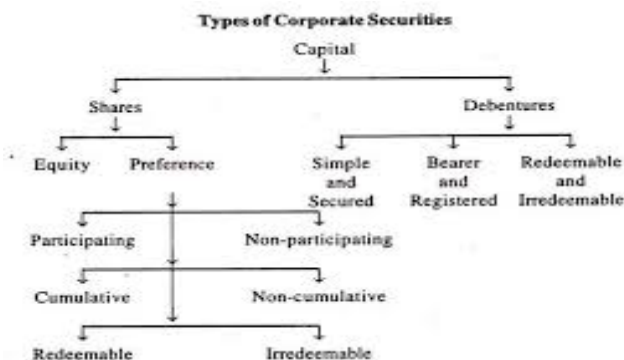 Types of Corporate Securities
Capital
Shares Debentures
Equity Preference Simple and Secured Bearer and Registered Redeemable and Irredeemable
Participating Non-participating
Cumulative Non-cumulative
Redeemable Irredeemable